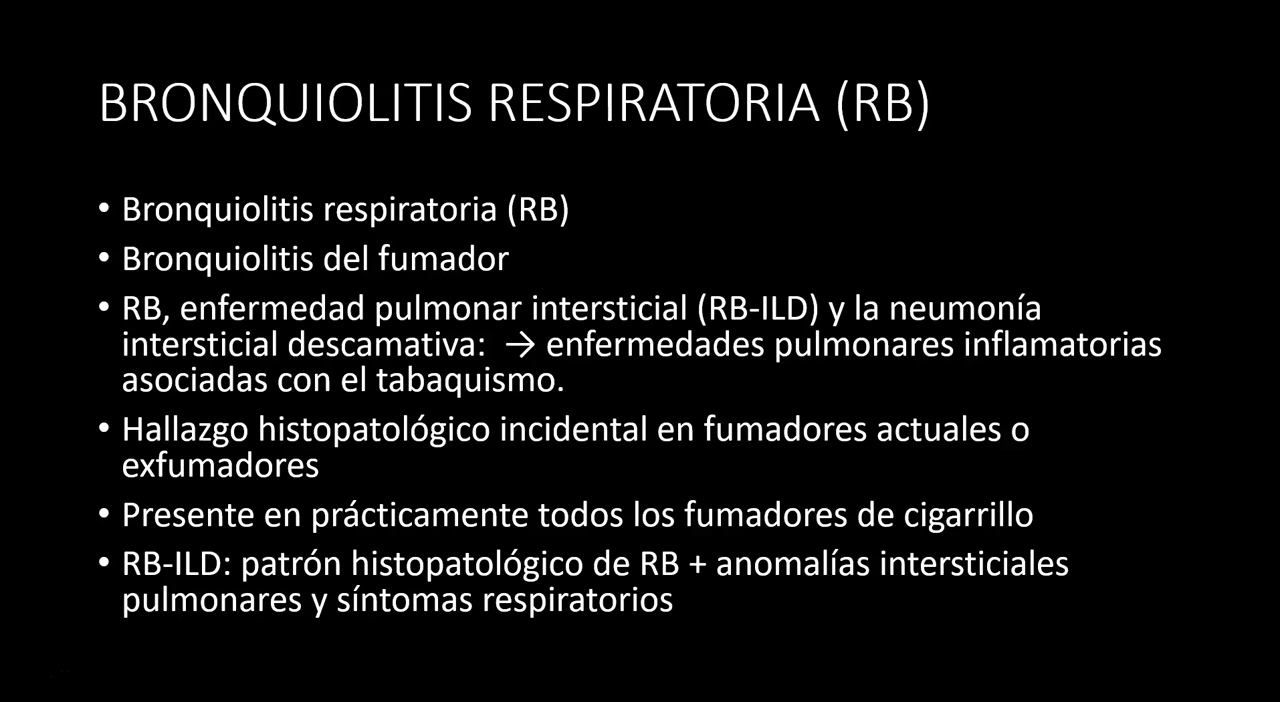 BRONQUIOLITIS RESPIRATORIA (RB)
• Bronquiolitis respiratoria (RB)
• Bronquiolitis del fumador
• RB, enfermedad pulmonar intersticial (RB-ILD) y la neumonía
intersticial descamativa: → enfermedades pulmonares inflamatorias
asociadas con el tabaquismo.
• Hallazgo histopatológico incidental en fumadores actuales o
exfumadores
• Presente en prácticamente todos los fumadores de cigarrillo
• RB-ILD: patrón histopatológico de RB + anomalías intersticiales
pulmonares y síntomas respiratorios